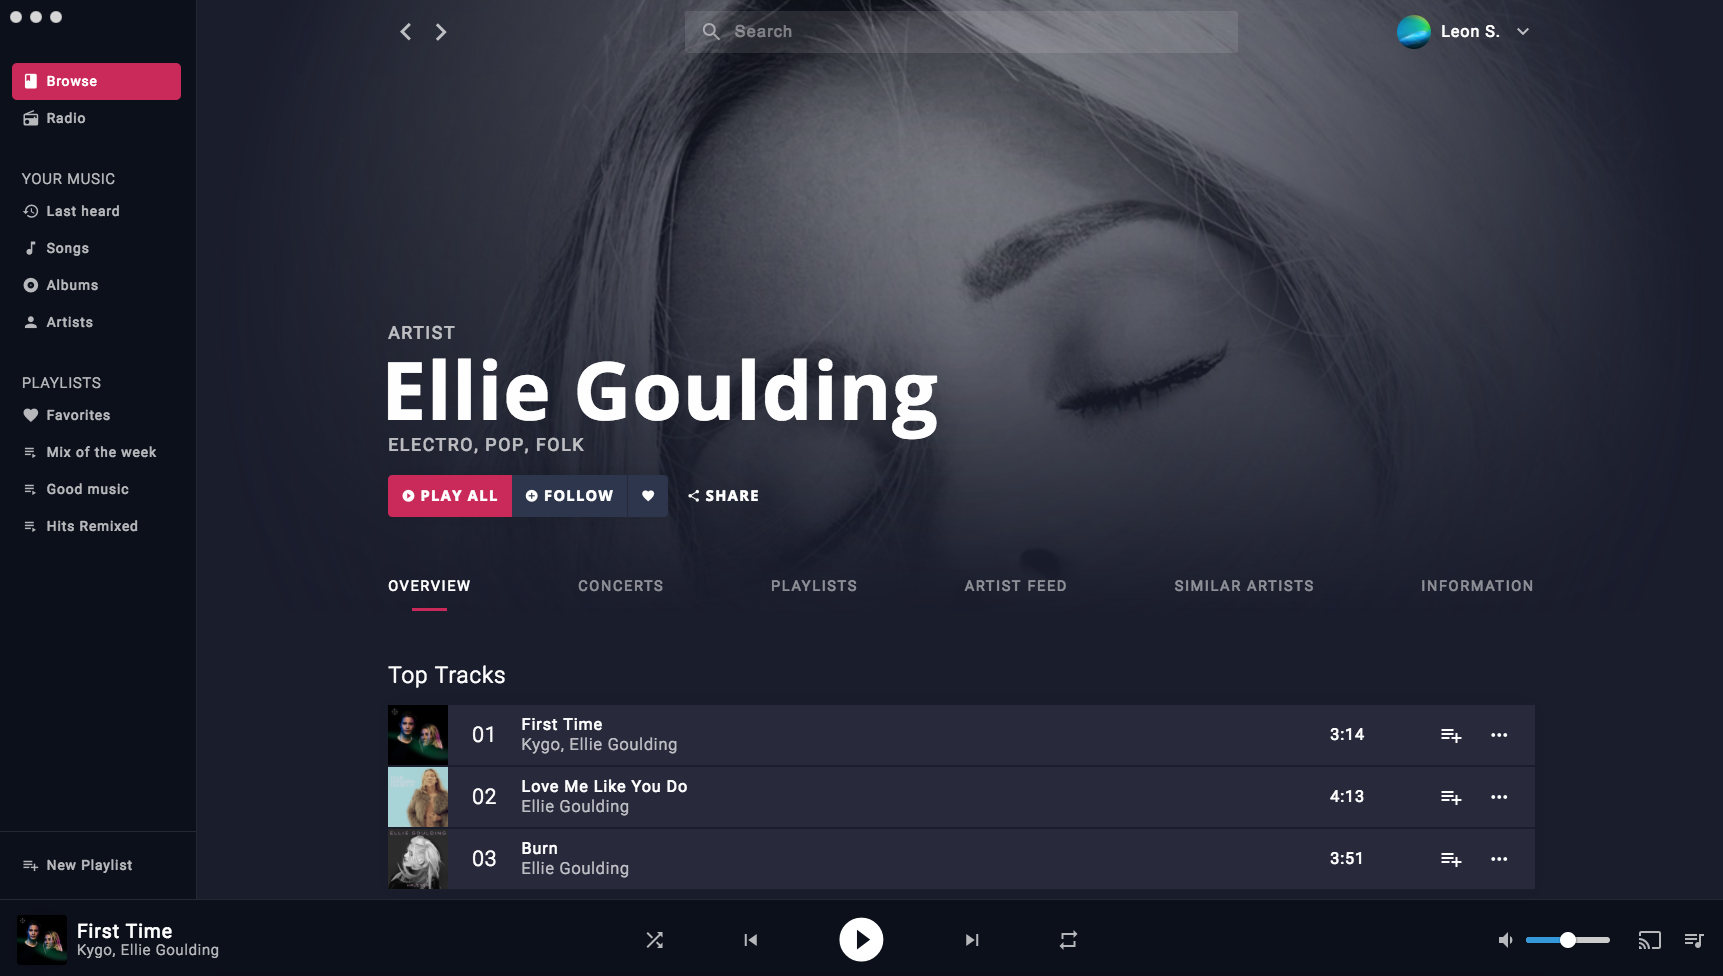 Search
Leon S.
Browse
Radio
YOUR MUSIC
Last heard
Songs
Albums
Artists
PLAYLISTS
Favorites
Mix of the week
Good music
Hits Remixed
New Playlist
ARTIST
Ellie Goulding
ELECTRO, POP, FOLK
PLAY ALL
FOLLOW
SHARE
OVERVIEW
CONCERTS
PLAYLISTS
ARTIST FEED
SIMILAR ARTISTS
INFORMATION
Top Tracks
01
First Time
Kygo, Ellie Goulding
3:14
02
Love Me Like You Do
Ellie Goulding
4:13
ELLIE GOULDING
03
Burn
Ellie Goulding
3:51
First Time
Kygo, Ellie Goulding